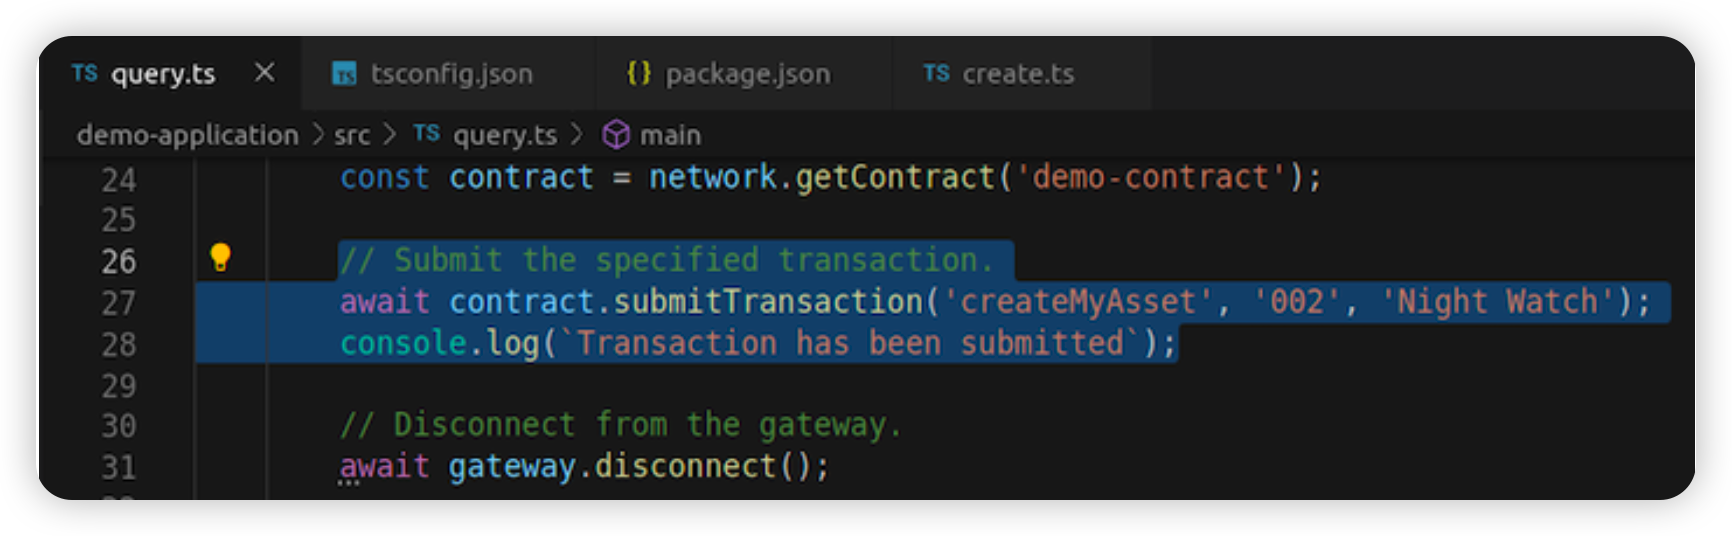 TS query.ts × TS tsconfig.json {} package.json TS create.ts
demo-application > src > TS query.ts > main
24 const contract = network.getContract('demo-contract');
25
26 // Submit the specified transaction.
27 await contract.submitTransaction('createMyAsset', '002', 'Night Watch');
28 console.log(`Transaction has been submitted`);
29
30 // Disconnect from the gateway.
31 await gateway.disconnect();